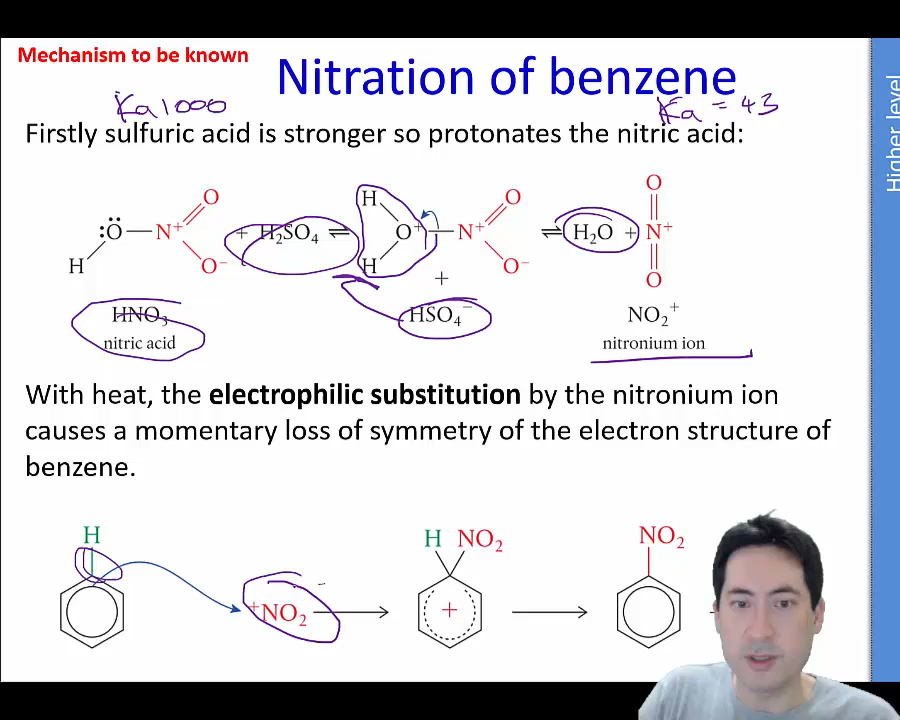 Mechanism to be known
Nitration of benzene
Ka 1000
Ka = 43
Firstly sulfuric acid is stronger so protonates the nitric acid:
H O N⁺ O O⁻ + H₂SO₄ ⇌ H O⁺ H N⁺ O O⁻ ⇌ H₂O + O N⁺ O
+
HNO₃ HSO₄⁻ NO₂⁺
nitric acid nitronium ion
With heat, the electrophilic substitution by the nitronium ion
causes a momentary loss of symmetry of the electron structure of
benzene.
H H NO₂ NO₂
⁺NO₂ +
Higher level